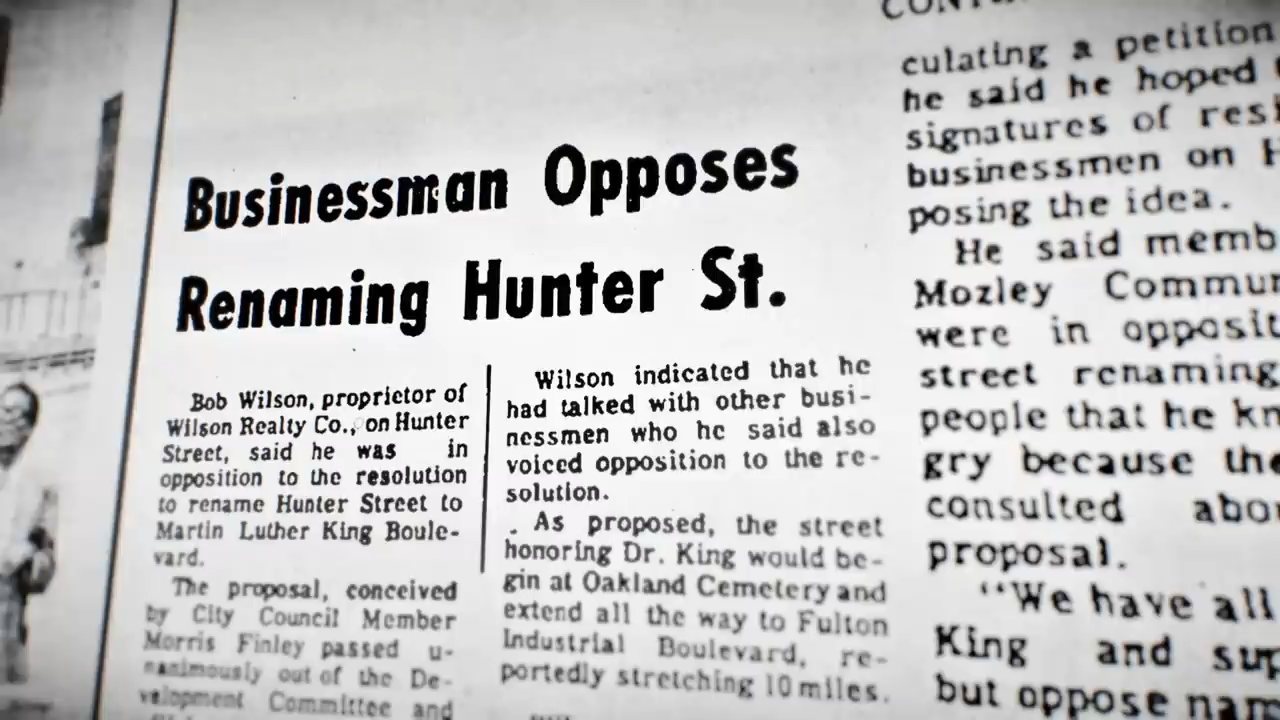 Businessman Opposes
Renaming Hunter St.
Bob Wilson, proprietor of
Wilson Realty Co., on Hunter
Street, said he was in
opposition to the resolution
to rename Hunter Street to
Martin Luther King Boule-
vard.
The proposal, conceived
by City Council Member
Morris Finley passed u-
nanimously out of the De-
velopment Committee and
Wilson indicated that he
had talked with other busi-
nessmen who he said also
voiced opposition to the re-
solution.
As proposed, the street
honoring Dr. King would be-
gin at Oakland Cemetery and
extend all the way to Fulton
Industrial Boulevard, re-
portedly stretching 10 miles.
culating a petition
he said he hoped
signatures of res
businessmen on H
posing the idea.
He said memb
Mozley Commun
were in opposit
street renaming
people that he kn
gry because the
consulted abo
proposal.
"We have all
King and sup
but oppose nam